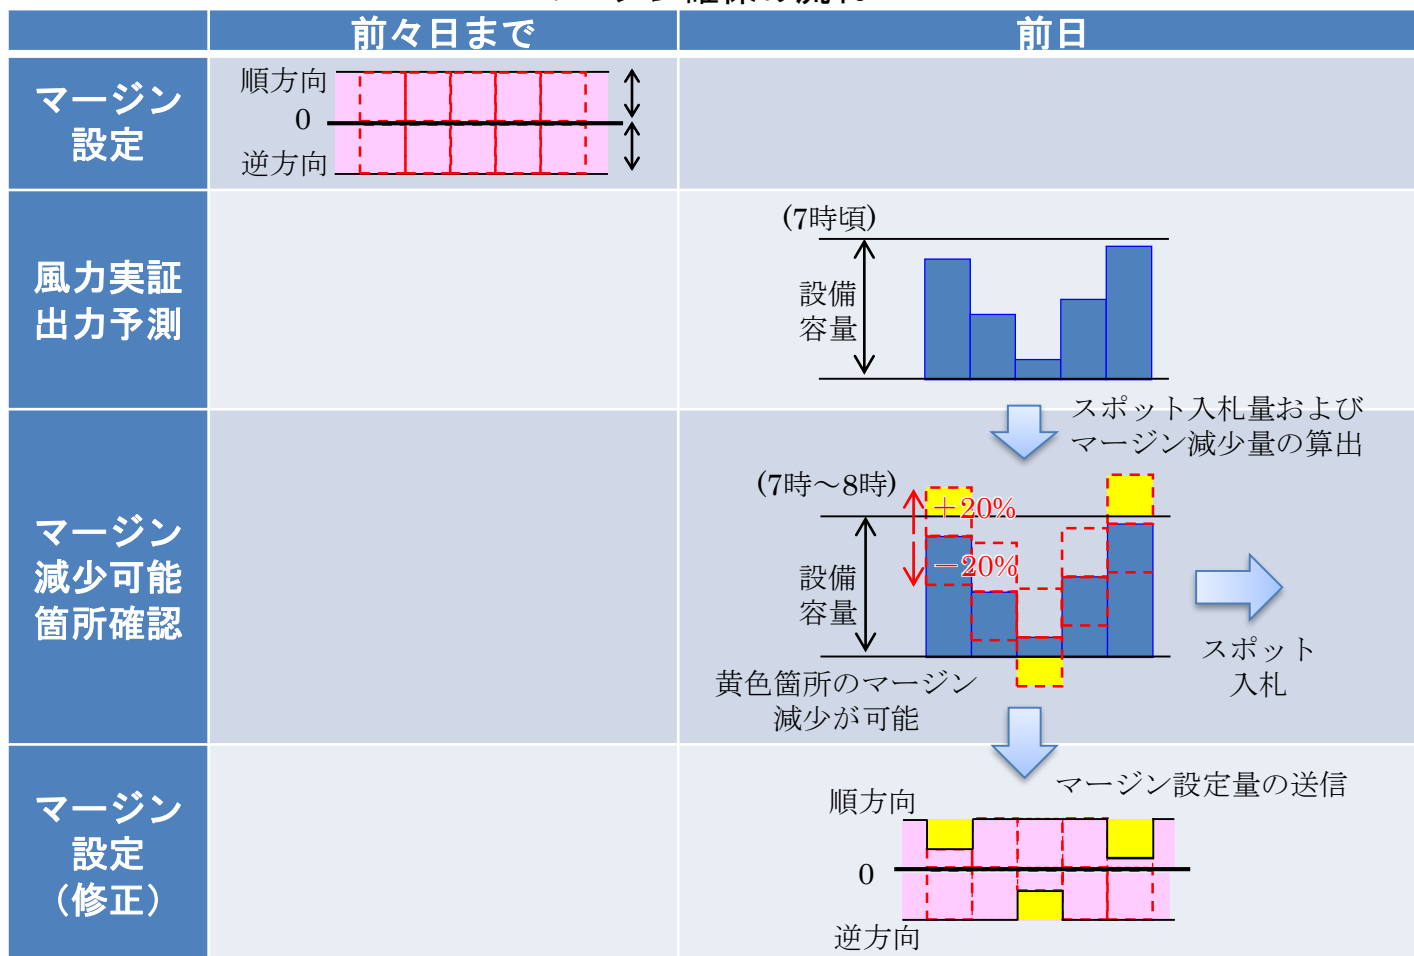 前々日まで
前日
マージン
設定
順方向
0
逆方向
風力実証
出力予測
(7時頃)
設備
容量
スポット入札量および
マージン減少量の算出
マージン
減少可能
箇所確認
(7時～8時)
＋20%
－20%
設備
容量
スポット
入札
黄色箇所のマージン
減少が可能
マージン
設定
（修正）
マージン設定量の送信
順方向
0
逆方向